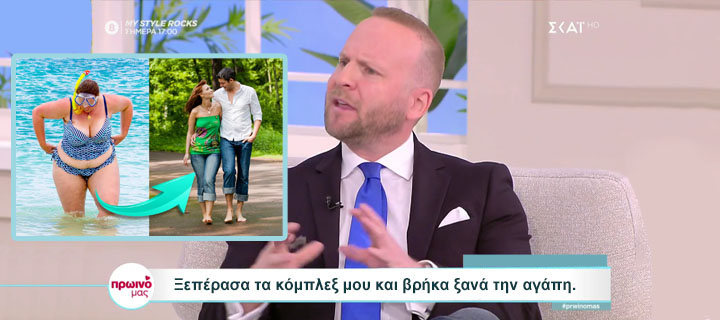 MY STYLE ROCKS
ΣΗΜΕΡΑ 17:00
ΣΚΑΪ HD
πρωινό
μας
Ξεπέρασα τα κόμπλεξ μου και βρήκα ξανά την αγάπη.
#prwinomas